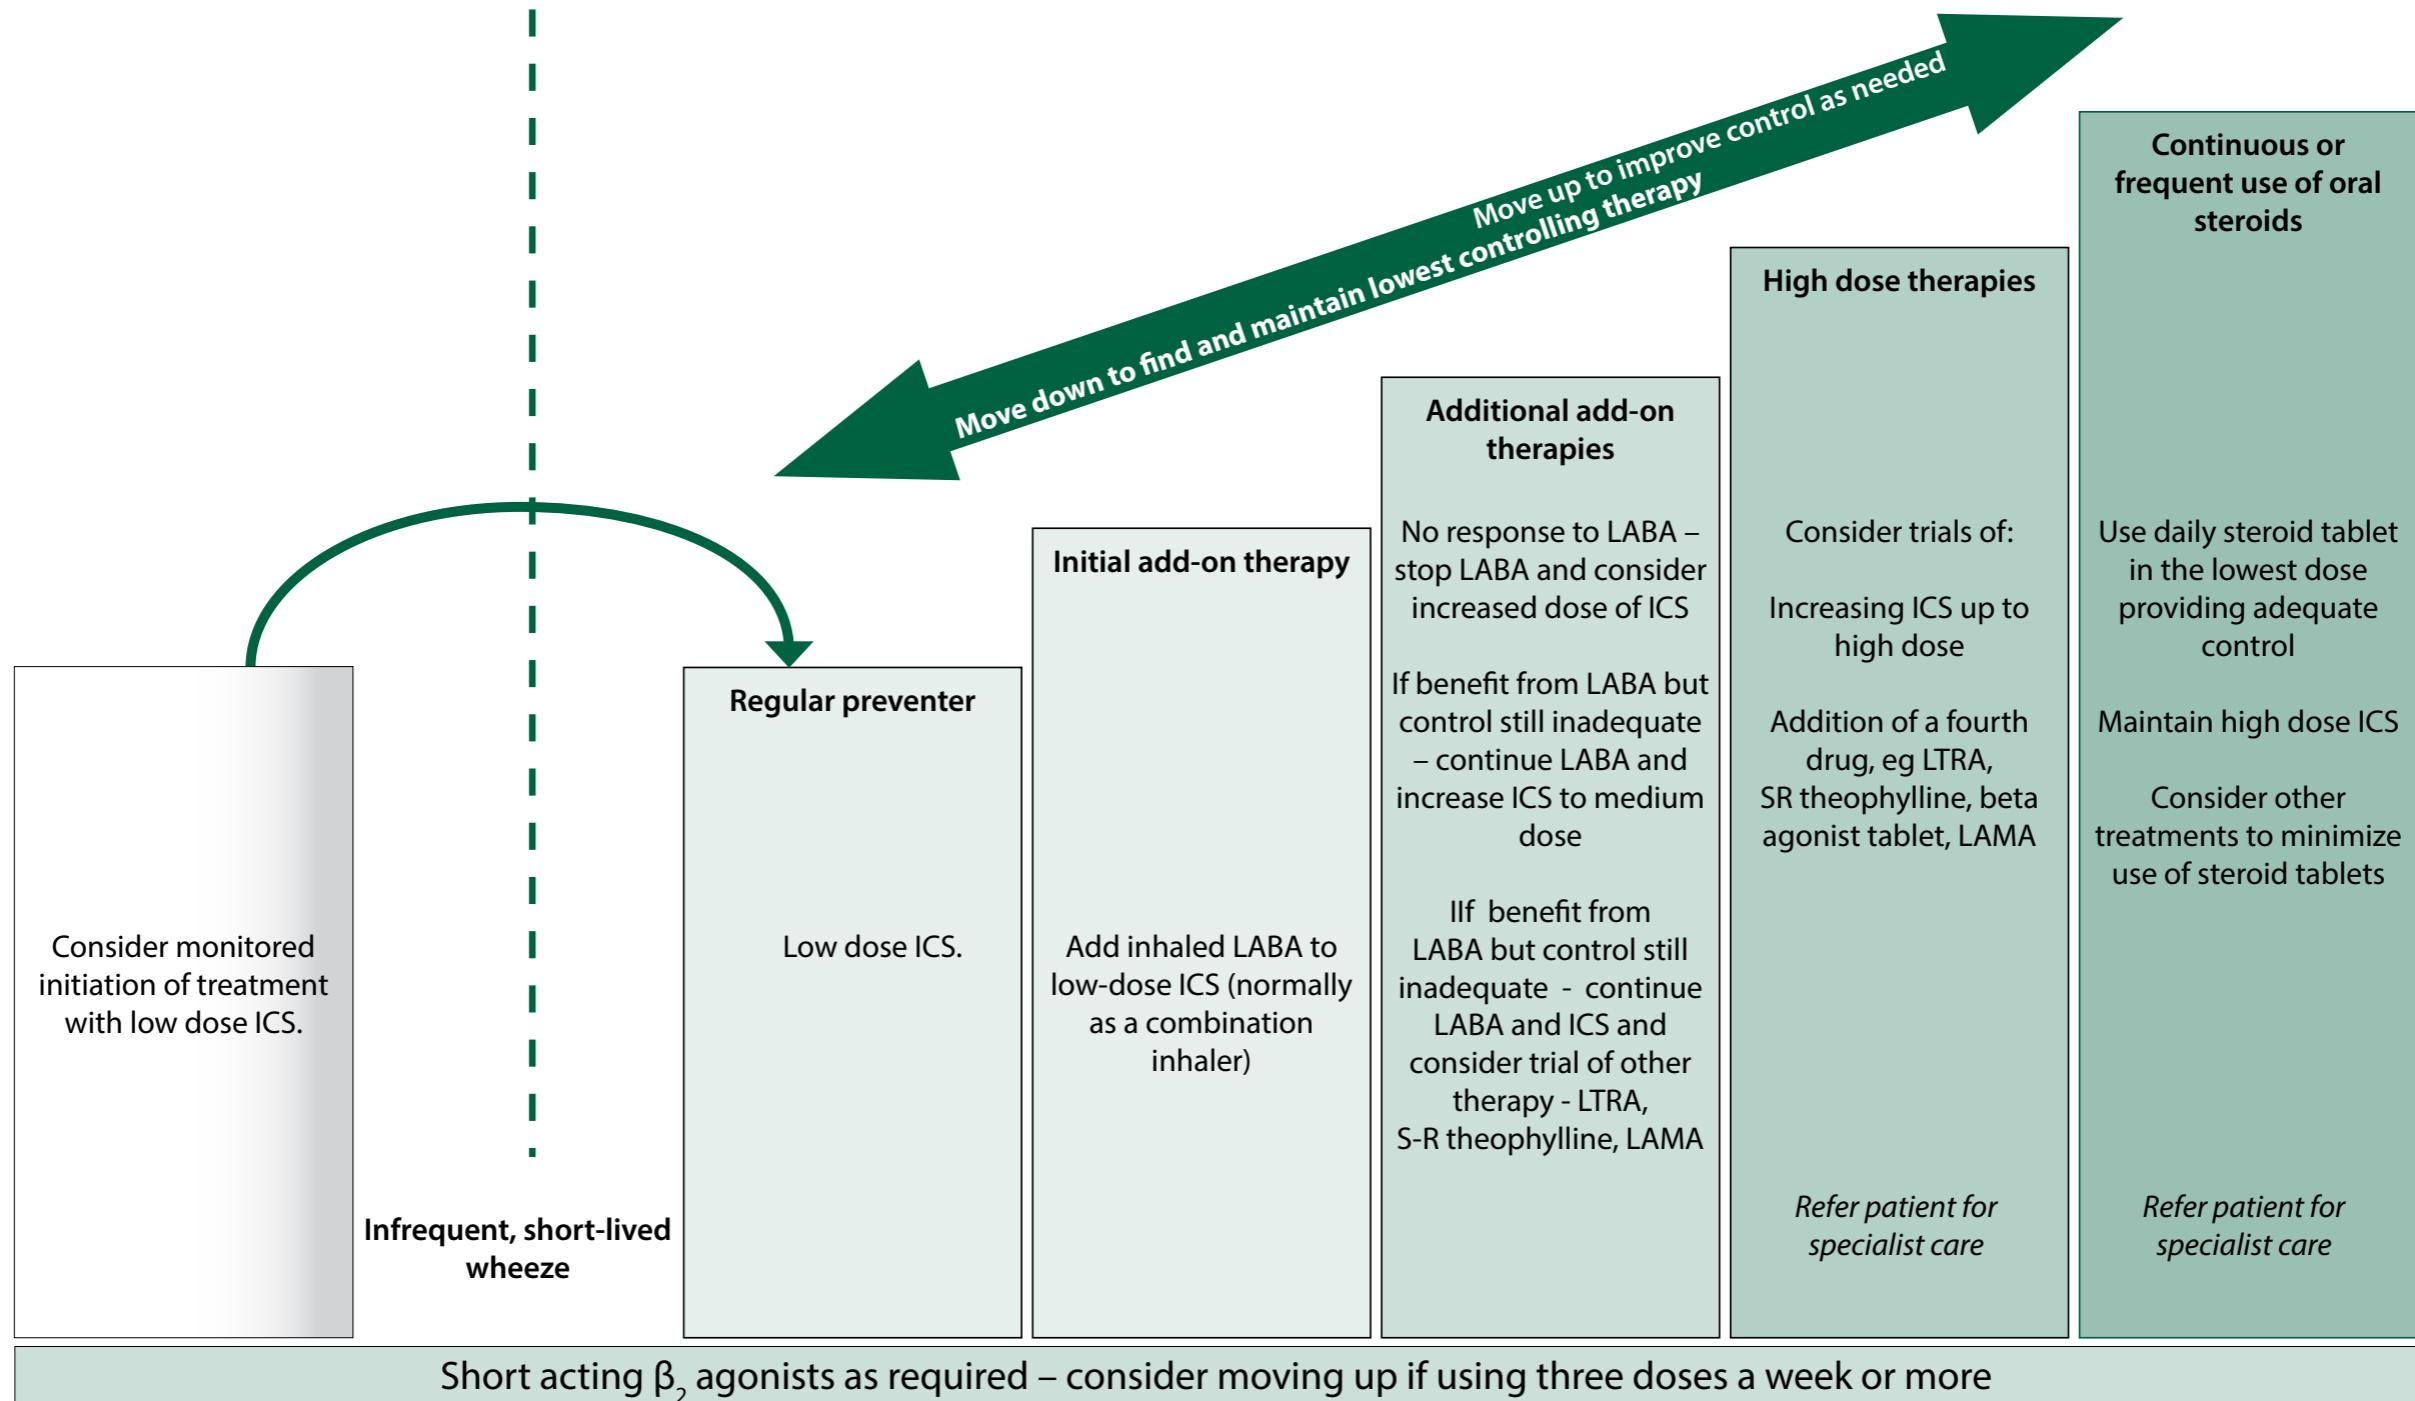 Move up to improve control as needed
Move down to find and maintain lowest controlling therapy
Consider monitored
initiation of treatment
with low dose ICS.
Infrequent, short-lived
wheeze
Regular preventer
Low dose ICS.
Initial add-on therapy
Add inhaled LABA to
low-dose ICS (normally
as a combination
inhaler)
Additional add-on
therapies
No response to LABA –
stop LABA and consider
increased dose of ICS
If benefit from LABA but
control still inadequate
– continue LABA and
increase ICS to medium
dose
IIf  benefit from
LABA but control still
inadequate  -  continue
LABA and ICS and
consider trial of other
therapy - LTRA,
S-R theophylline, LAMA
High dose therapies
Consider trials of:
Increasing ICS up to
high dose
Addition of a fourth
drug, eg LTRA,
SR theophylline, beta
agonist tablet, LAMA
Refer patient for
specialist care
Continuous or
frequent use of oral
steroids
Use daily steroid tablet
in the lowest dose
providing adequate
control
Maintain high dose ICS
Consider other
treatments to minimize
use of steroid tablets
Refer patient for
specialist care
Short acting β₂ agonists as required – consider moving up if using three doses a week or more